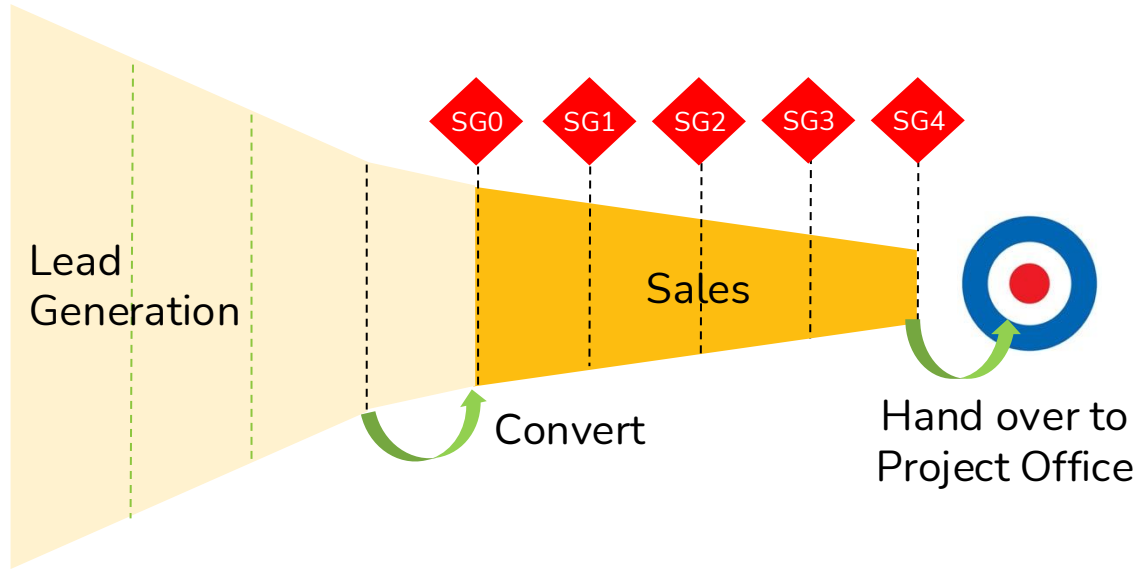 SG0
SG1
SG2
SG3
SG4
Lead
Generation
Sales
Convert
Hand over to
Project Office